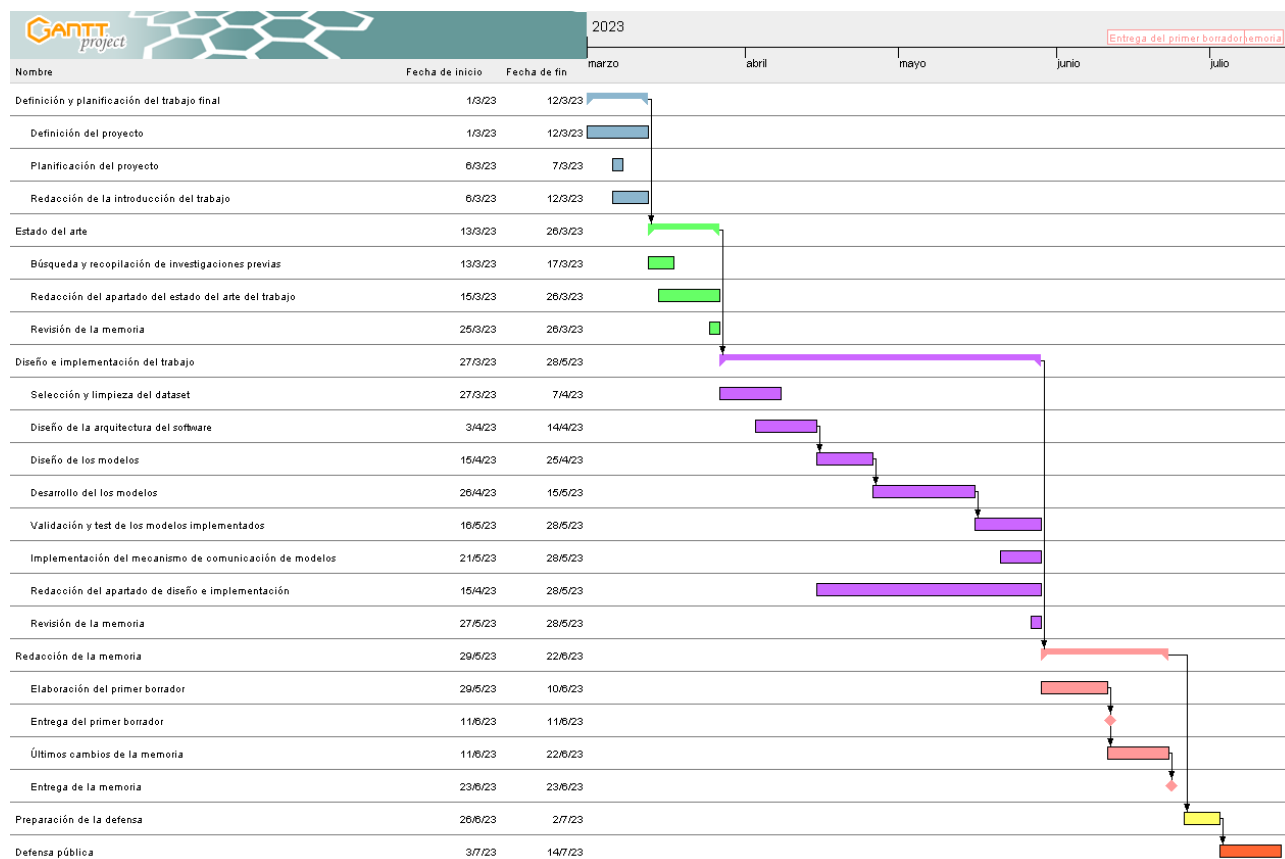 GANTT
project
2023
Entrega del primer borrador emoria
marzo abril mayo junio julio
Nombre Fecha de inicio Fecha de fin
Definición y planificación del trabajo final 1/3/23 12/3/23
Definición del proyecto 1/3/23 12/3/23
Planificación del proyecto 6/3/23 7/3/23
Redacción de la introducción del trabajo 6/3/23 12/3/23
Estado del arte 13/3/23 26/3/23
Búsqueda y recopilación de investigaciones previas 13/3/23 17/3/23
Redacción del apartado del estado del arte del trabajo 15/3/23 26/3/23
Revisión de la memoria 25/3/23 26/3/23
Diseño e implementación del trabajo 27/3/23 28/5/23
Selección y limpieza del dataset 27/3/23 7/4/23
Diseño de la arquitectura del software 3/4/23 14/4/23
Diseño de los modelos 15/4/23 25/4/23
Desarrollo del los modelos 26/4/23 15/5/23
Validación y test de los modelos implementados 16/5/23 28/5/23
Implementación del mecanismo de comunicación de modelos 21/5/23 28/5/23
Redacción del apartado de diseño e implementación 15/4/23 28/5/23
Revisión de la memoria 27/5/23 28/5/23
Redacción de la memoria 29/5/23 22/6/23
Elaboración del primer borrador 29/5/23 10/6/23
Entrega del primer borrador 11/6/23 11/6/23
Últimos cambios de la memoria 11/6/23 22/6/23
Entrega de la memoria 23/6/23 23/6/23
Preparación de la defensa 26/6/23 2/7/23
Defensa pública 3/7/23 14/7/23